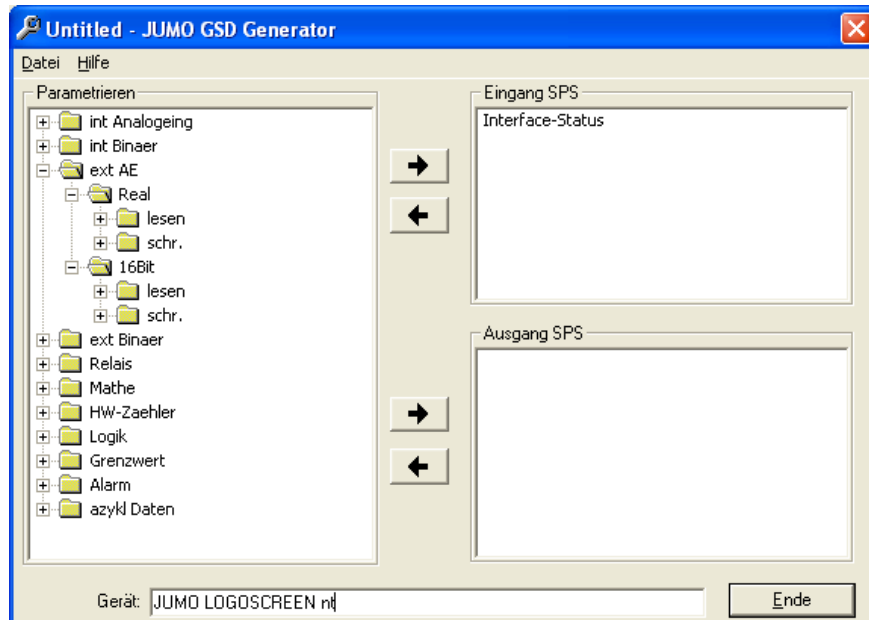 Untitled - JUMO GSD Generator
Datei Hilfe
Parametrieren
int Analogeing
int Binaer
ext AE
Real
lesen
schr.
16Bit
lesen
schr.
ext Binaer
Relais
Mathe
HW-Zaehler
Logik
Grenzwert
Alarm
azykl Daten
Eingang SPS
Interface-Status
Ausgang SPS
Gerät: JUMO LOGOSCREEN nt
Ende